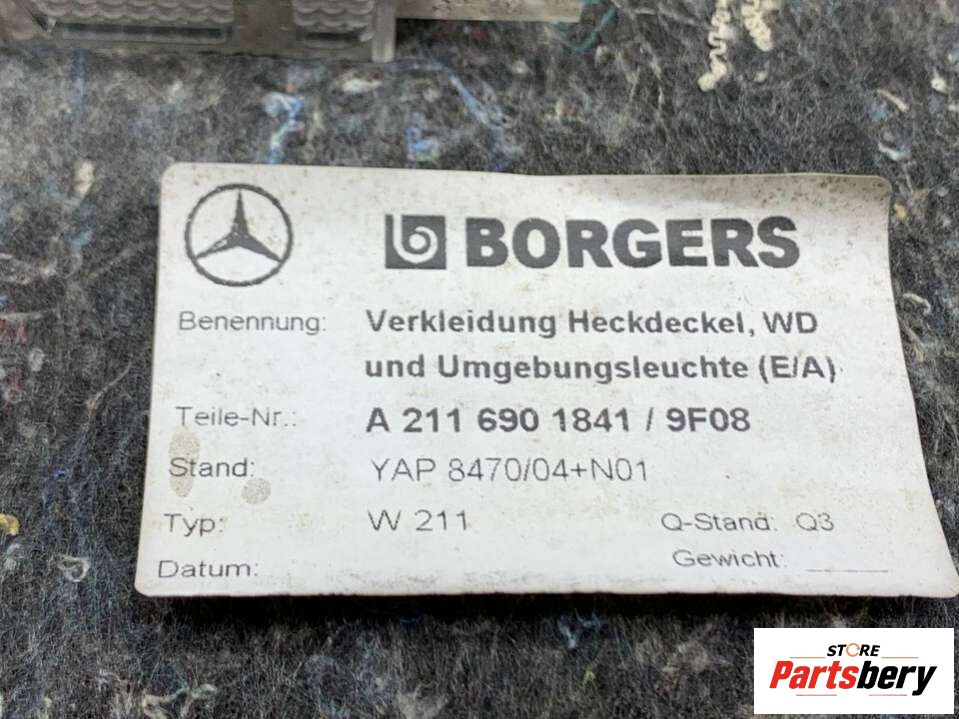 BORGERS
Benennung: Verkleidung Heckdeckel, WD
und Umgebungsleuchte (E/A)
Teile-Nr.: A 211 690 1841 / 9F08
Stand: YAP 8470/04+N01
Typ: W 211 Q-Stand: Q3
Datum: Gewicht:
STORE
Partsbery